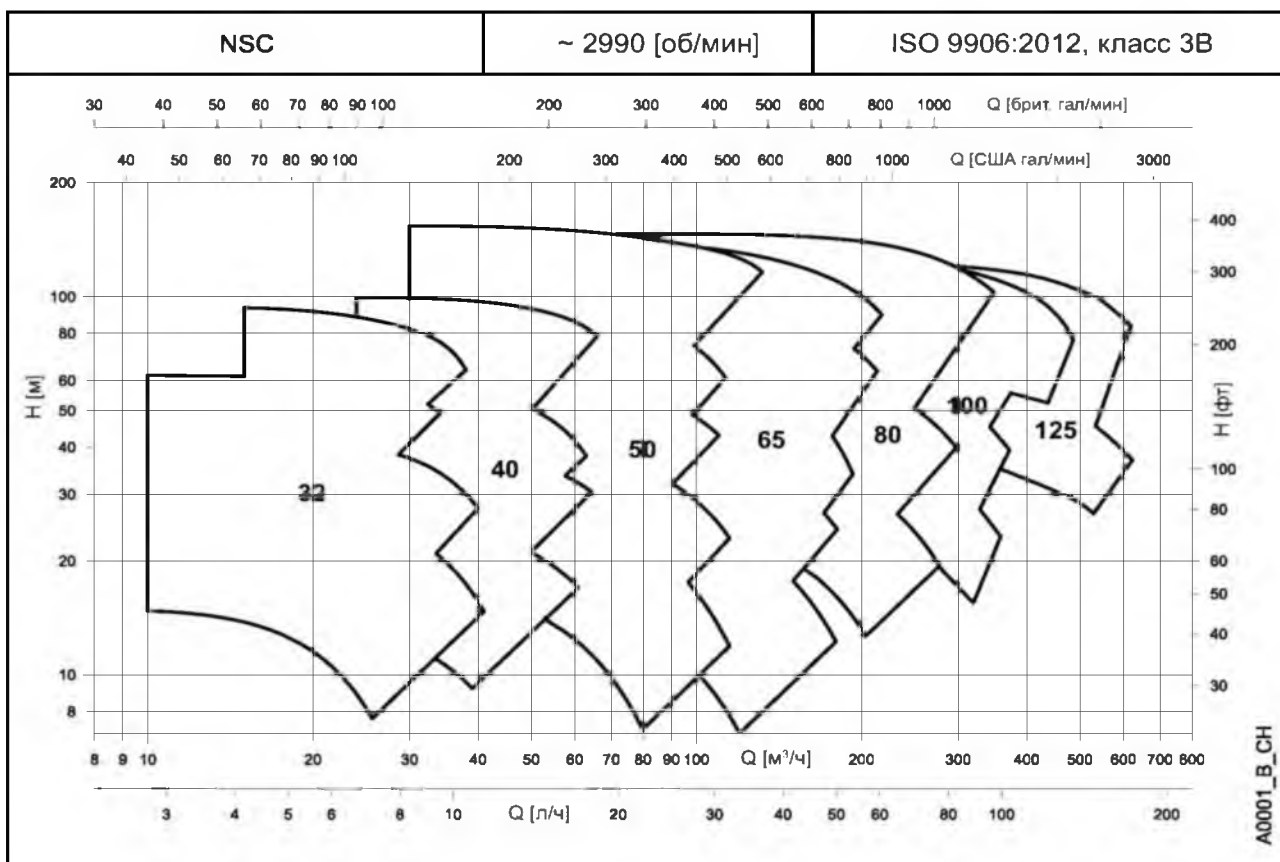 NSC ~ 2990 [об/мин] ISO 9906:2012, класс 3В
30 40 50 60 70 80 90 100 200 300 400 500 600 800 1000 Q [брит. гал/мин]
40 50 60 70 80 90 100 200 300 400 500 600 800 1000 Q [США гал/мин] 3000
200 400
300
100
80 200
60
H [м] 50 100 H [фт]
125
40 50 65 80
40 100
32
30 80
20 60
50
40
10 30
8
8 9 10 20 30 40 50 60 70 80 90 100 Q [м³/ч] 200 300 400 500 600 700 800
3 4 5 6 8 10 Q [л/ч] 20 30 40 50 60 80 100 200
A0001_B_CH